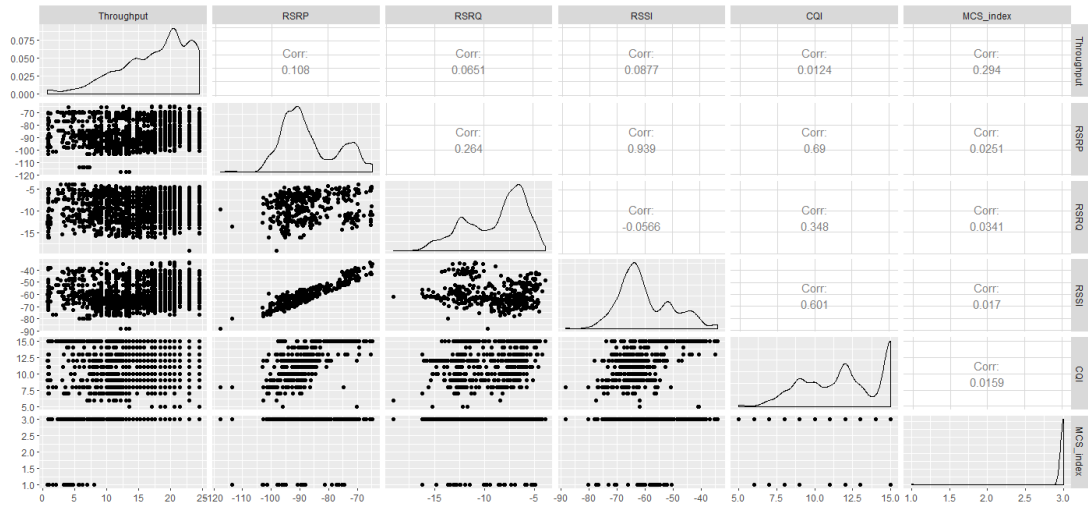 Throughput RSRP RSRQ RSSI CQI MCS_index
0.075
0.050
0.025
0.000
Corr:
0.108
Corr:
0.0651
Corr:
0.0877
Corr:
0.0124
Corr:
0.294
Throughput
-70
-80
-90
-100
-110
-120
Corr:
0.264
Corr:
0.939
Corr:
0.69
Corr:
0.0251
RSRP
-5
-10
-15
Corr:
-0.0566
Corr:
0.348
Corr:
0.0341
RSRQ
-40
-50
-60
-70
-80
-90
Corr:
0.601
Corr:
0.017
RSSI
15.0
12.5
10.0
7.5
5.0
Corr:
0.0159
CQI
3.0
2.5
2.0
1.5
1.0
MCS_index
0 5 10 15 20 25
-120 -110 -100 -90 -80 -70
-15 -10 -5
-90 -80 -70 -60 -50 -40
5.0 7.5 10.0 12.5 15.0
1.0 1.5 2.0 2.5 3.0